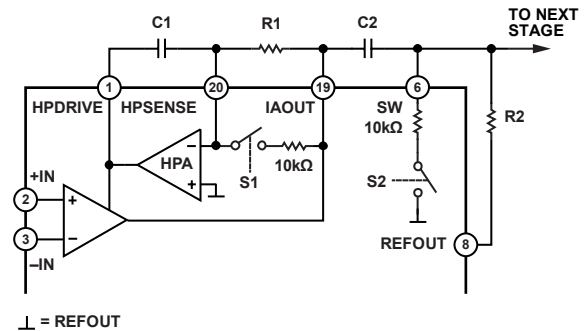 C1
R1
C2
TO NEXT
STAGE
1
20
19
6
HPDRIVE
HPSENSE
IAOUT
SW
10kΩ
R2
–
HPA
+
10kΩ
S1
S2
+IN
2
+
3
–
–IN
REFOUT
8
= REFOUT